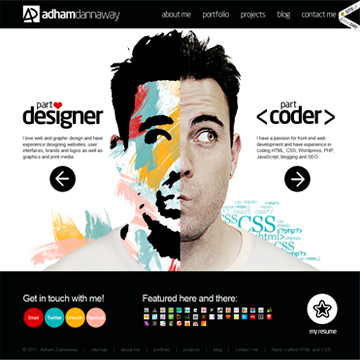 adhamdannaway
about me portfolio projects blog contact me
part
designer
I love web and graphic design and have
experience designing websites, user
interfaces, brands and logos as well as
graphics and print media.
part
<coder>
I have a passion for front end web
development and have experience in
coding HTML, CSS, Wordpress, PHP,
JavaScript, blogging and SEO.
CSS
<?php>
CSS
Get in touch with me!
Email
Twitter
LinkedIn
Facebook
Featured here and there:
my resume
© 2011, Adham Dannaway | sitemap | about me | portfolio | projects | blog | contact me | Hand crafted HTML and CSS